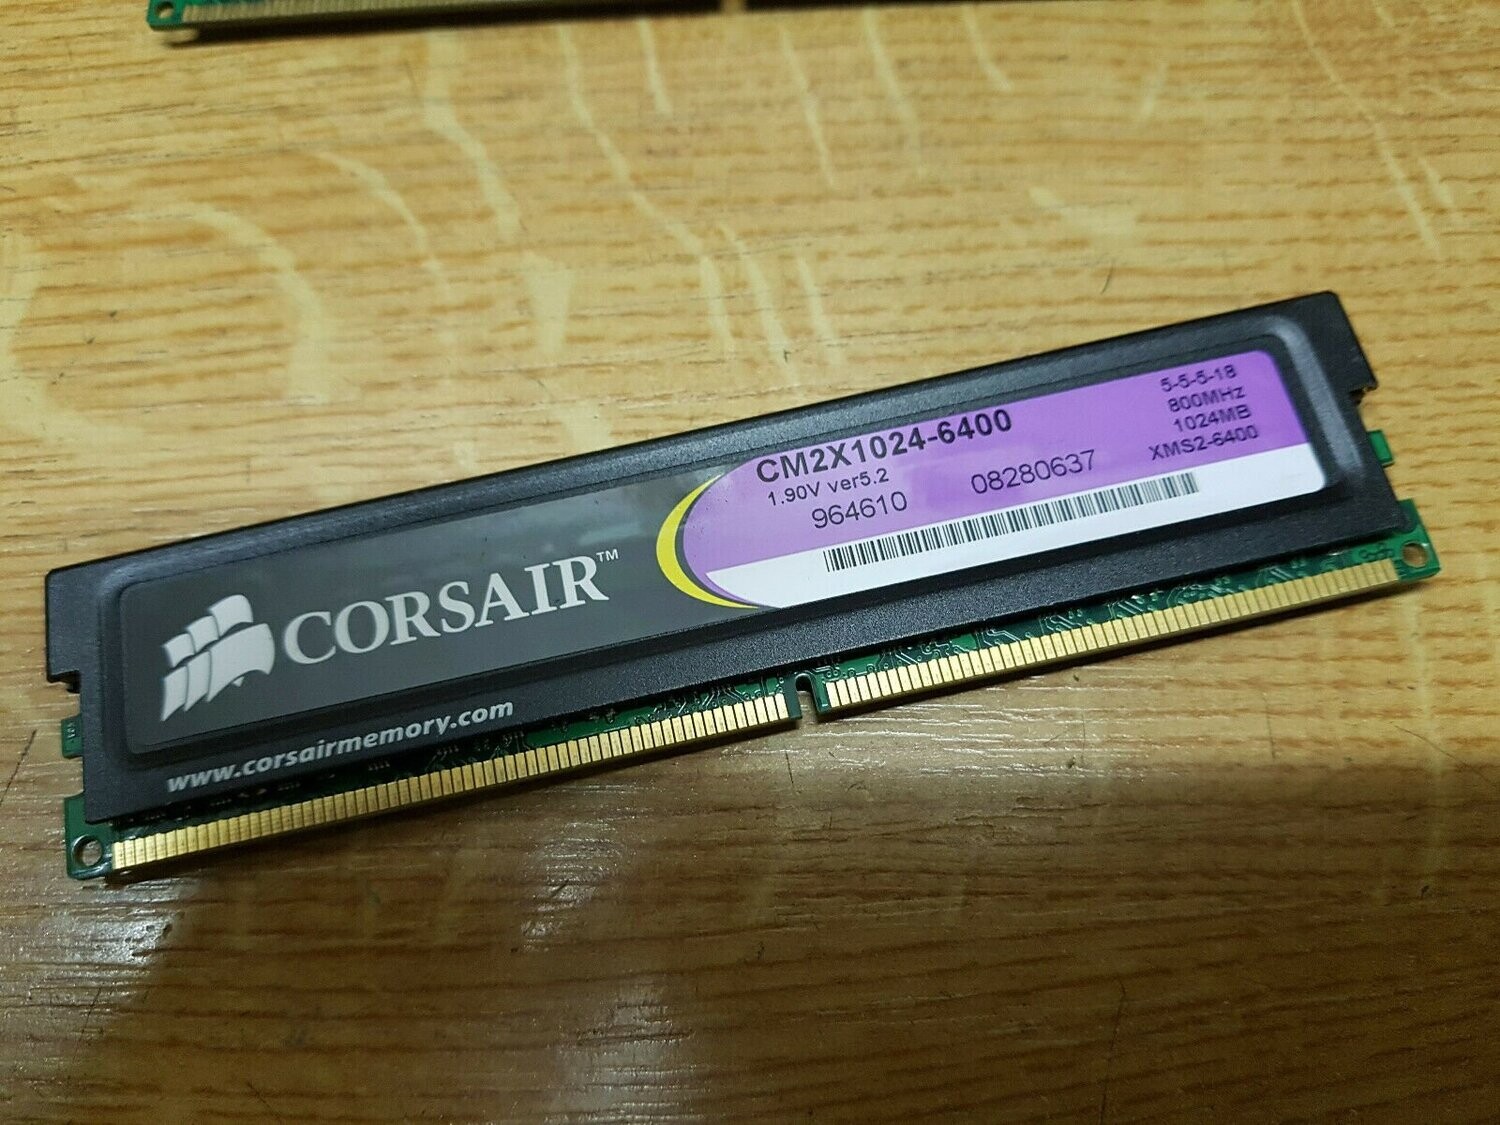 CORSAIR™
www.corsairmemory.com
CM2X1024-6400
1.90V ver5.2
964610
08280637
5-5-5-18
800MHz
1024MB
XMS2-6400